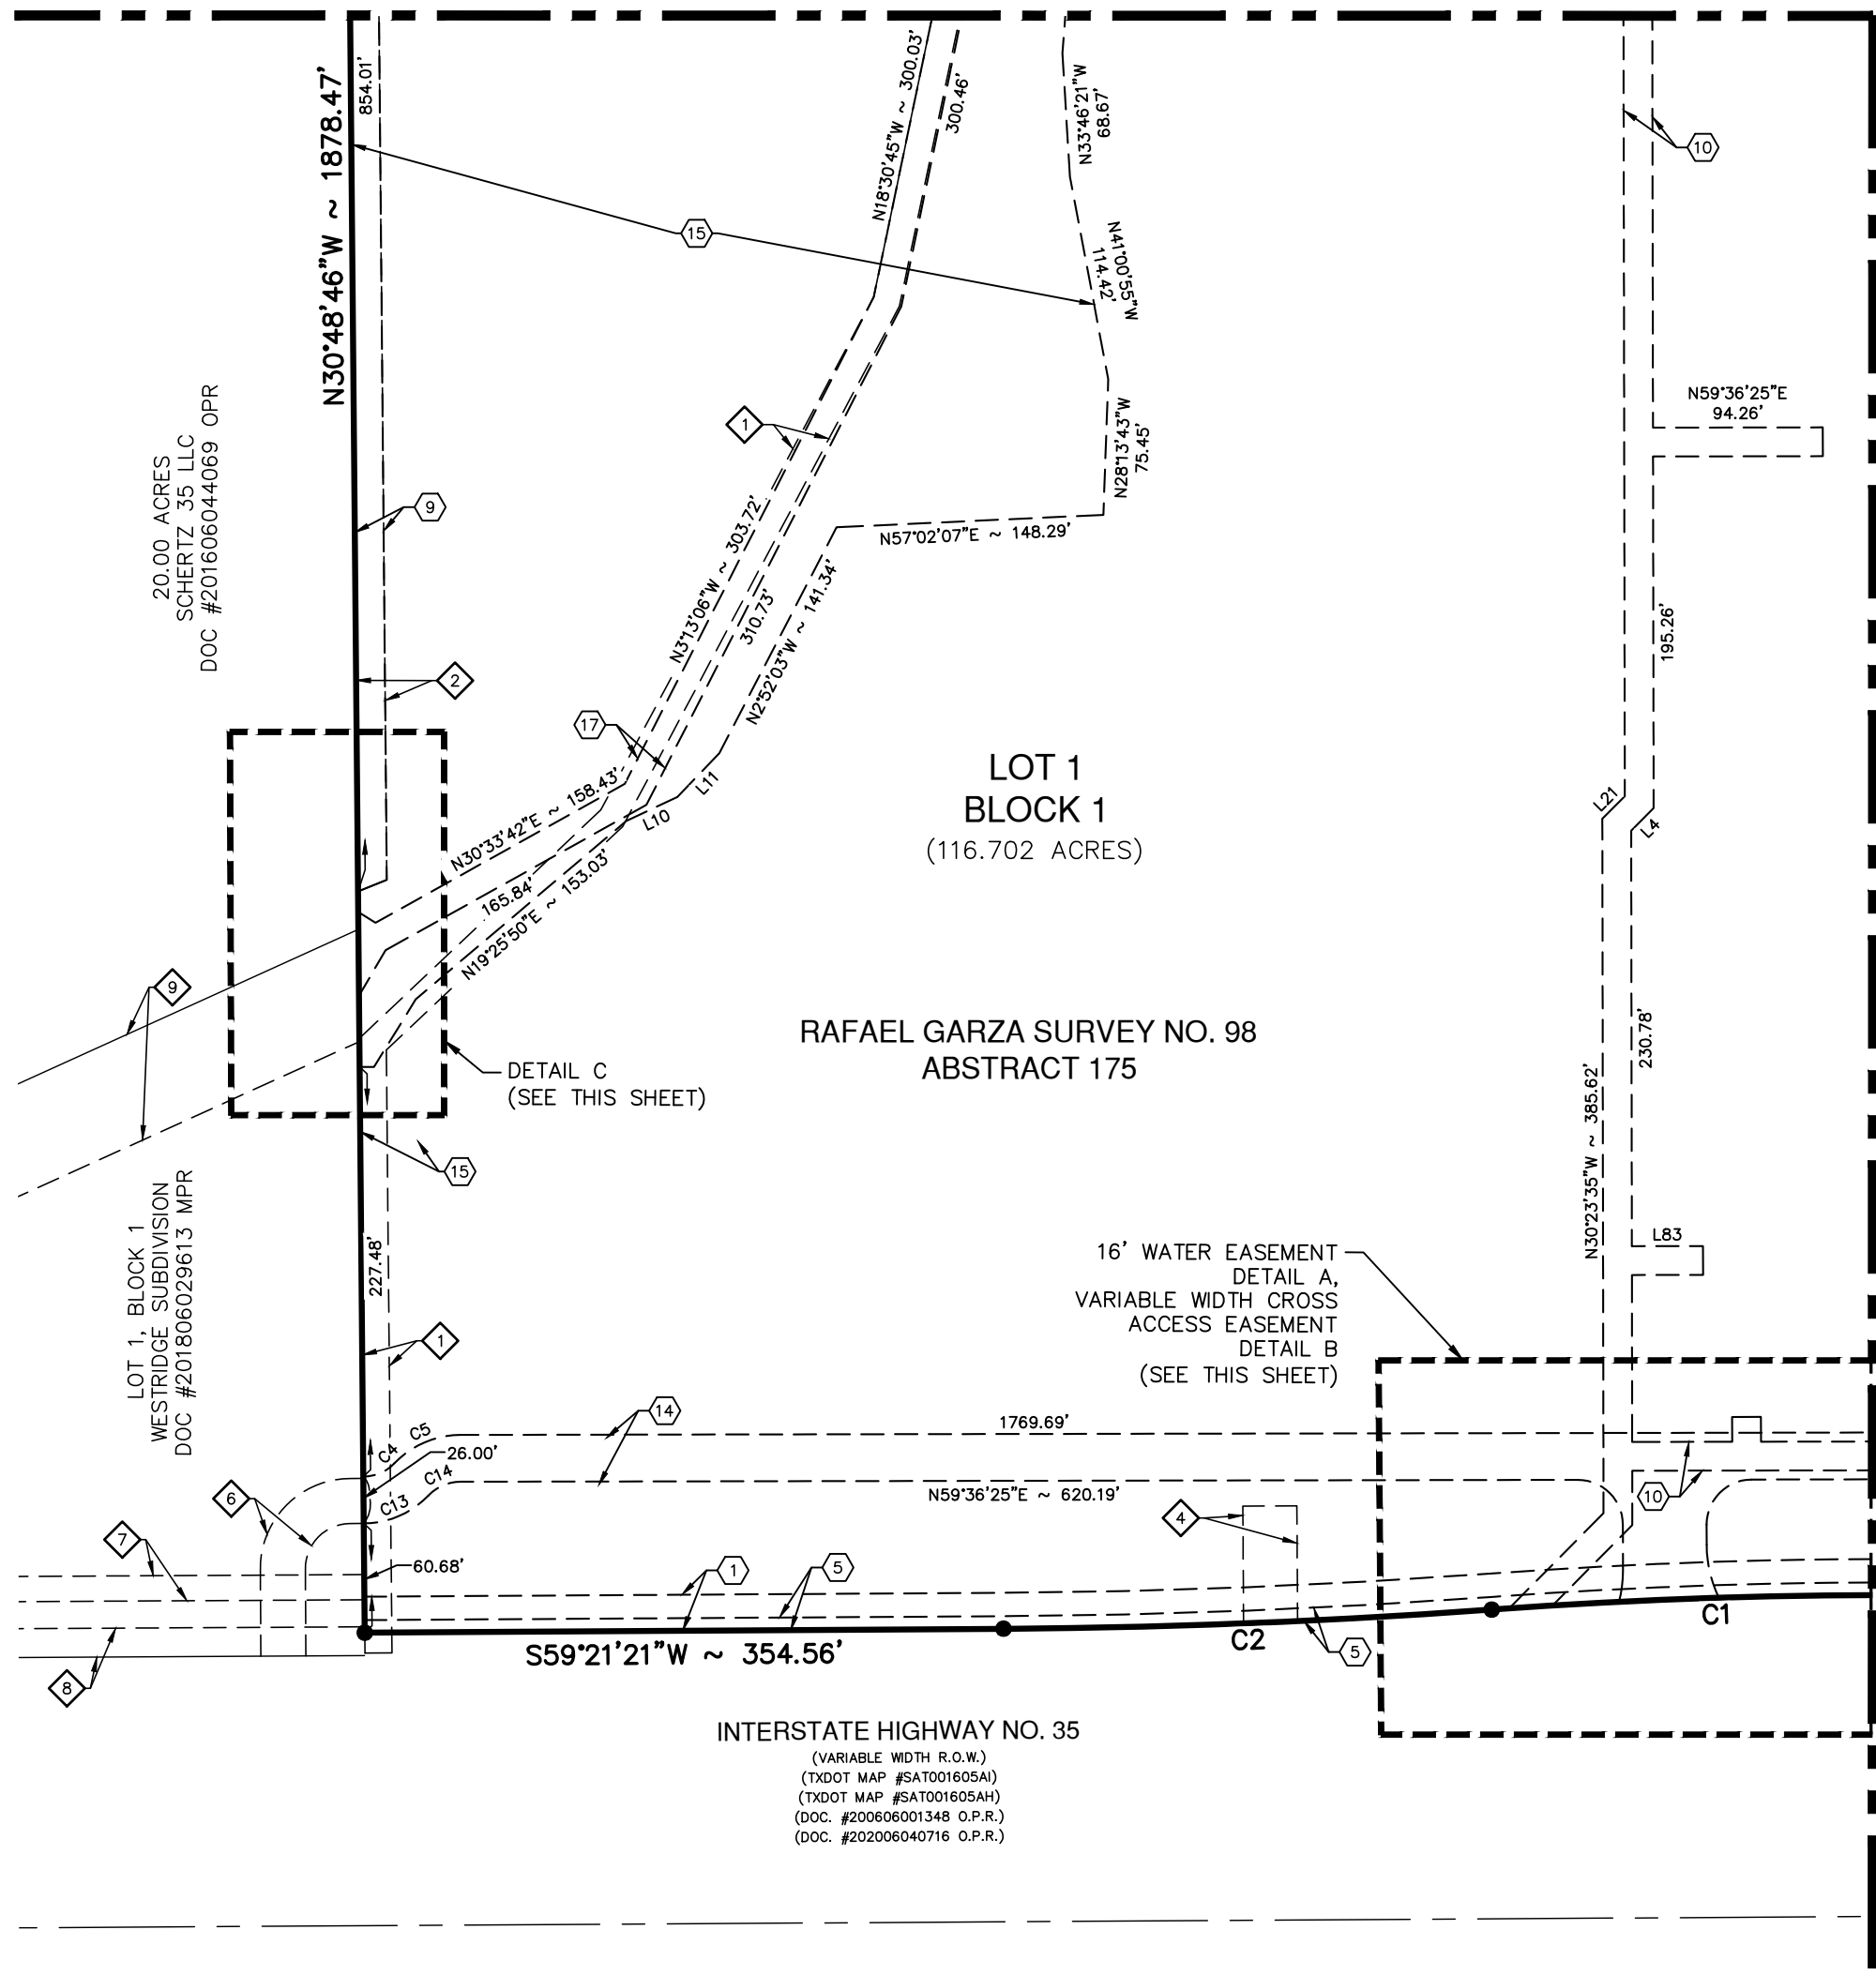 N30°48'46"W ~ 1878.47'
854.01'
N18°30'45"W ~ 300.03'
300.46'
N33°46'21"W
68.67'
10
15
N41°00'55"W
114.42'
N59°36'25"E
94.26'
1
N28°13'43"W
75.45'
20.00 ACRES
SCHERTZ 35 LLC
DOC #201606044069 OPR
9
N57°02'07"E ~ 148.29'
N3°13'06"W ~ 303.72'
310.73'
N2°52'03"W ~ 141.34'
195.26'
2
17
L11
L10
L21
L4
LOT 1
BLOCK 1
(116.702 ACRES)
N30°33'42"E ~ 158.43'
165.84'
N19°25'50"E ~ 153.03'
9
RAFAEL GARZA SURVEY NO. 98
ABSTRACT 175
DETAIL C
(SEE THIS SHEET)
230.78'
N30°23'35"W ~ 385.62'
15
LOT 1, BLOCK 1
WESTRIDGE SUBDIVISION
DOC #201806029613 MPR
227.48'
L83
16' WATER EASEMENT
DETAIL A,
VARIABLE WIDTH CROSS
ACCESS EASEMENT
DETAIL B
(SEE THIS SHEET)
1
14
1769.69'
C4
C5
26.00'
C13
C14
N59°36'25"E ~ 620.19'
10
6
4
7
60.68'
1
5
C1
C2
5
S59°21'21"W ~ 354.56'
8
INTERSTATE HIGHWAY NO. 35
(VARIABLE WIDTH R.O.W.)
(TXDOT MAP #SAT001605AI)
(TXDOT MAP #SAT001605AH)
(DOC. #200606001348 O.P.R.)
(DOC. #202006040716 O.P.R.)